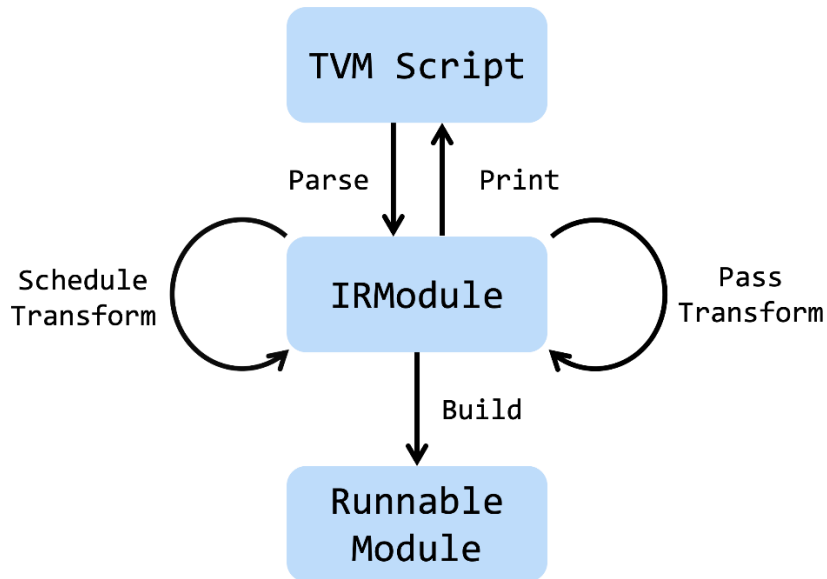 TVM Script
Parse
Print
Schedule
Transform
IRModule
Pass
Transform
Build
Runnable
Module